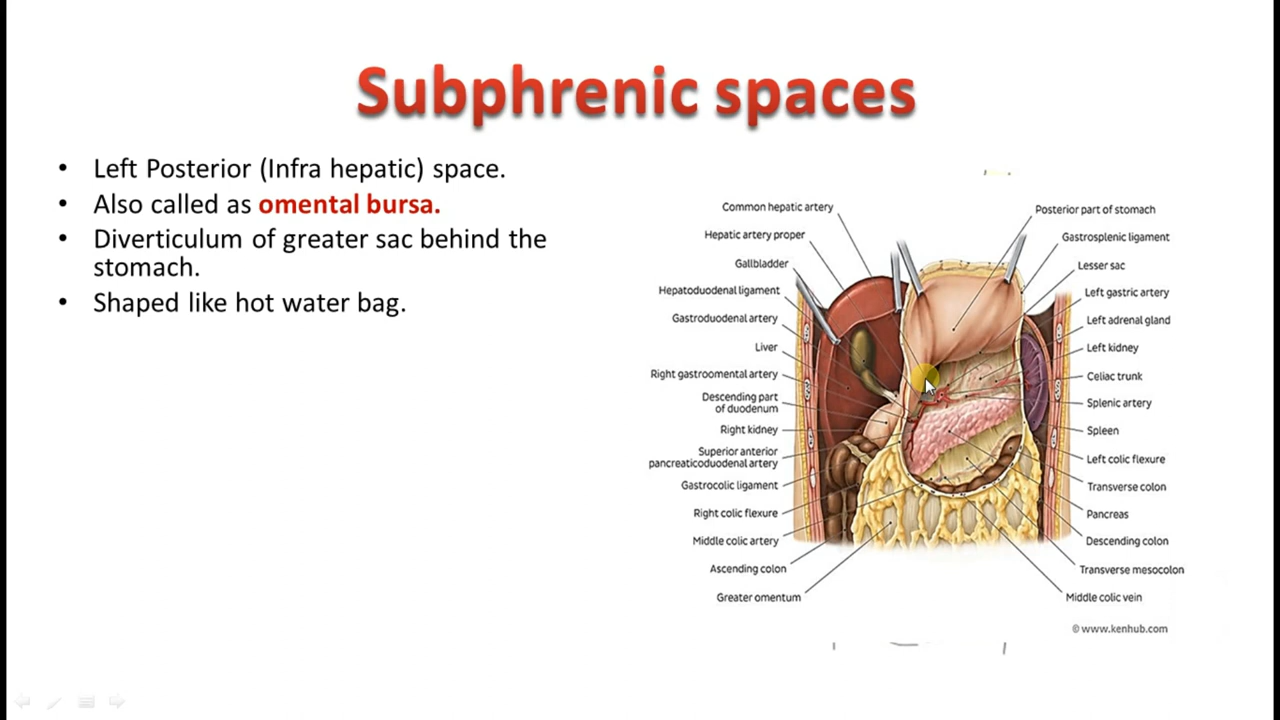 Subphrenic spaces
• Left Posterior (Infra hepatic) space.
• Also called as omental bursa.
• Diverticulum of greater sac behind the
stomach.
• Shaped like hot water bag.
Common hepatic artery
Hepatic artery proper
Gallbladder
Hepatoduodenal ligament
Gastroduodenal artery
Liver
Right gastroomental artery
Descending part
of duodenum
Right kidney
Superior anterior
pancreaticoduodenal artery
Gastrocolic ligament
Right colic flexure
Middle colic artery
Ascending colon
Greater omentum
Posterior part of stomach
Gastrosplenic ligament
Lesser sac
Left gastric artery
Left adrenal gland
Left kidney
Celiac trunk
Splenic artery
Spleen
Left colic flexure
Transverse colon
Pancreas
Descending colon
Transverse mesocolon
Middle colic vein
© www.kenhub.com